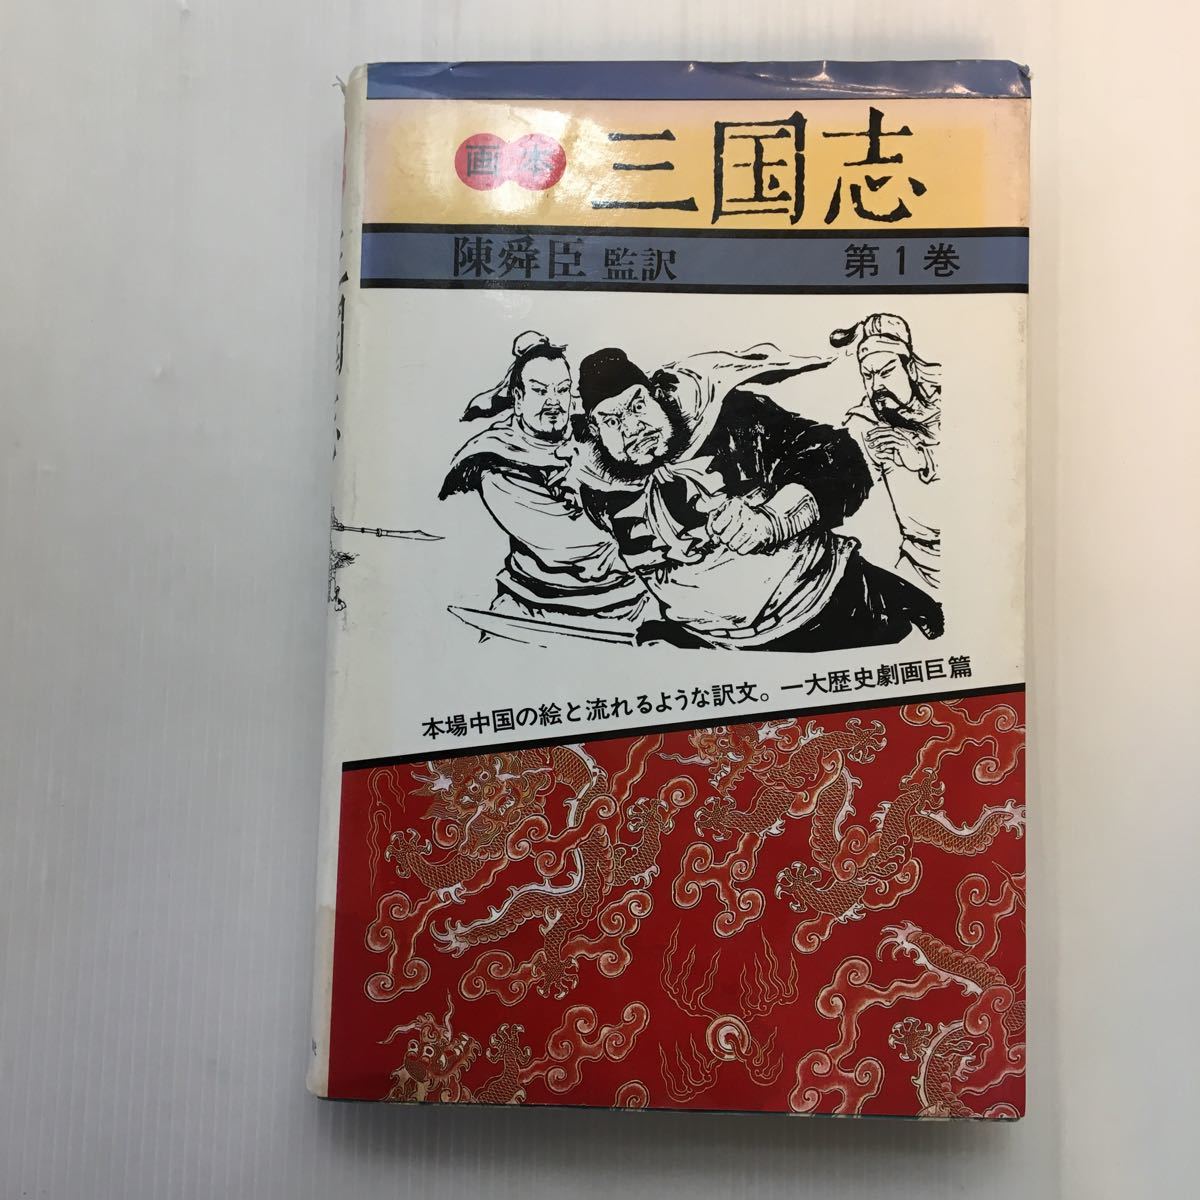 画本 三国志
陳舜臣 監訳 第1巻
本場中国の絵と流れるような訳文。一大歴史劇画巨篇